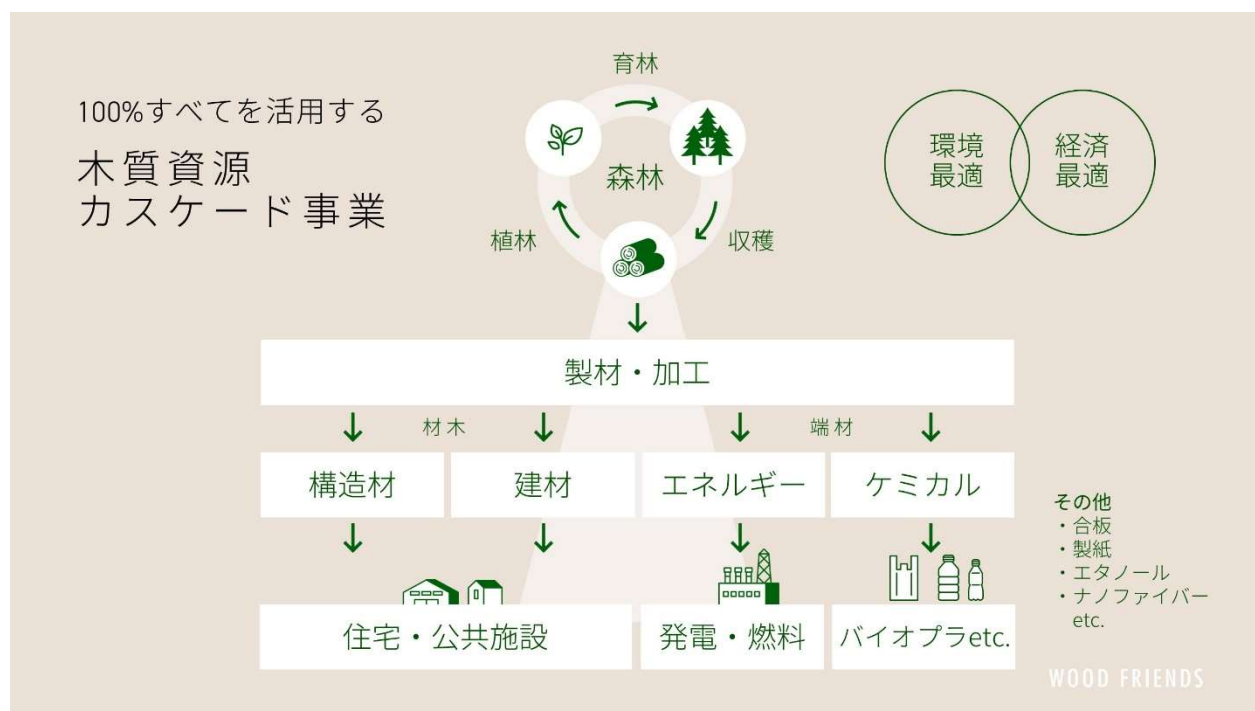 100%すべてを活用する
木質資源
カスケード事業
育林
森林
植林
収穫
環境
最適
経済
最適
製材・加工
材木
端材
構造材
建材
エネルギー
ケミカル
住宅・公共施設
発電・燃料
バイオプラetc.
その他
・合板
・製紙
・エタノール
・ナノファイバー
etc.
WOOD FRIENDS